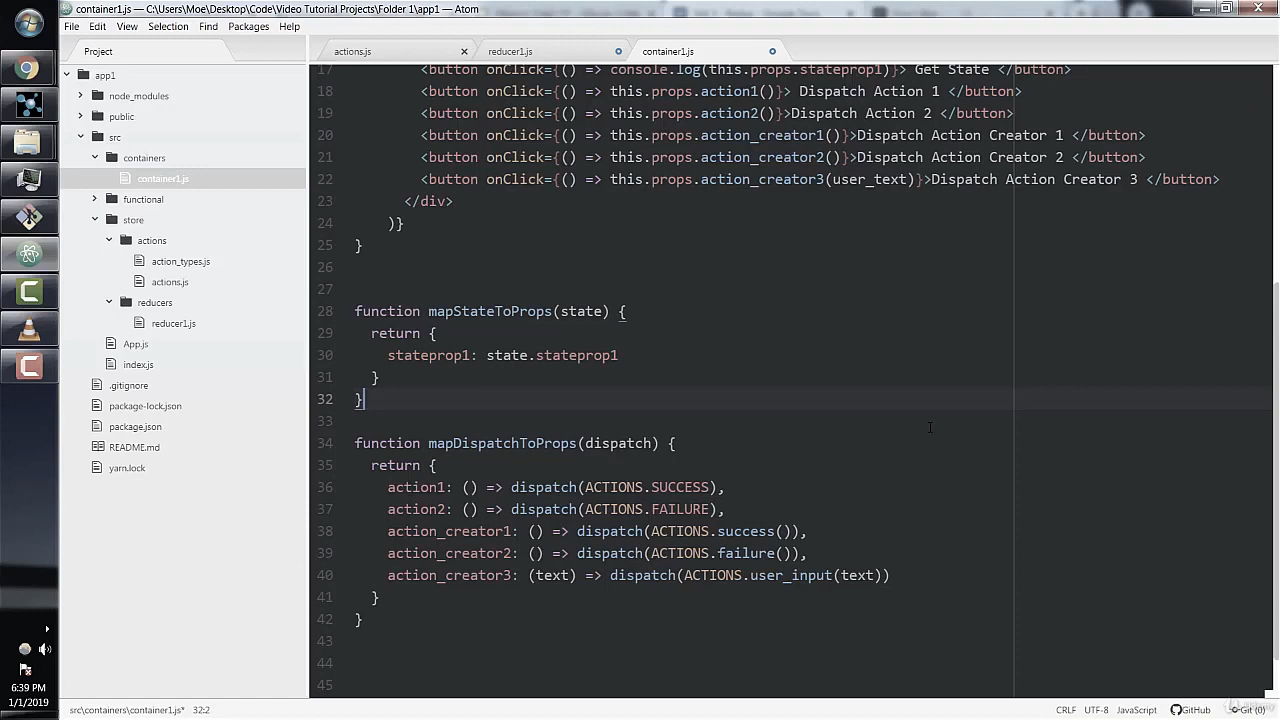 container1.js — C:\Users\Moe\Desktop\Code\Video Tutorial Projects\Folder 1\app1 — Atom
File Edit View Selection Find Packages Help
Project
actions.js
reducer1.js
container1.js
app1
node_modules
public
src
containers
container1.js
functional
store
actions
action_types.js
actions.js
reducers
reducer1.js
App.js
index.js
.gitignore
package-lock.json
package.json
README.md
yarn.lock
17 <button onClick={() => console.log(this.props.stateprop1)}> Get State </button>
18 <button onClick={() => this.props.action1()}> Dispatch Action 1 </button>
19 <button onClick={() => this.props.action2()}>Dispatch Action 2 </button>
20 <button onClick={() => this.props.action_creator1()}>Dispatch Action Creator 1 </button>
21 <button onClick={() => this.props.action_creator2()}>Dispatch Action Creator 2 </button>
22 <button onClick={() => this.props.action_creator3(user_text)}>Dispatch Action Creator 3 </button>
23 </div>
24 )}
25 }
26
27
28 function mapStateToProps(state) {
29 return {
30 stateprop1: state.stateprop1
31 }
32 }
33
34 function mapDispatchToProps(dispatch) {
35 return {
36 action1: () => dispatch(ACTIONS.SUCCESS),
37 action2: () => dispatch(ACTIONS.FAILURE),
38 action_creator1: () => dispatch(ACTIONS.success()),
39 action_creator2: () => dispatch(ACTIONS.failure()),
40 action_creator3: (text) => dispatch(ACTIONS.user_input(text))
41 }
42 }
43
44
45
6:39 PM
1/1/2019
src\containers\container1.js* 32:2
CRLF UTF-8 JavaScript GitHub Git (0)